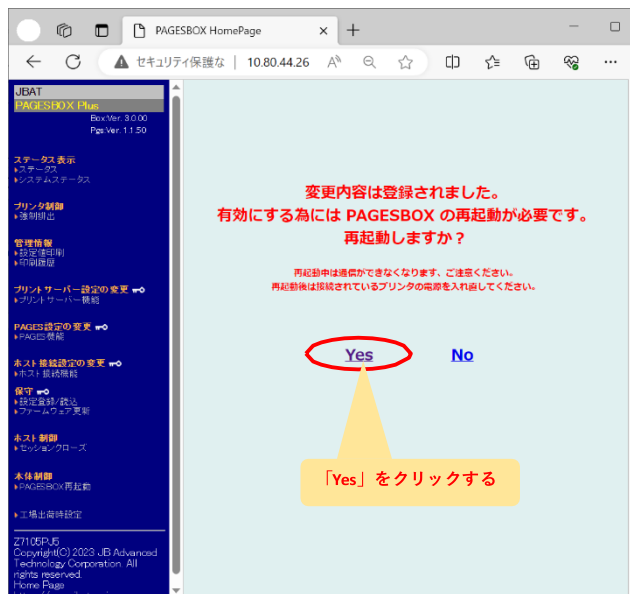 PAGESBOX HomePage
セキュリティ保護な
10.80.44.26
JBAT
PAGESBOX Plus
Box:Ver. 3.0.00
Pgs:Ver. 1.1.50
ステータス表示
ステータス
システムステータス
プリンタ制御
強制排出
管理情報
設定値印刷
印刷履歴
プリントサーバー設定の変更
プリントサーバー機能
PAGES設定の変更
PAGES機能
ホスト接続設定の変更
ホスト接続機能
保守
設定登録/読込
ファームウェア更新
ホスト制御
セッションクローズ
本体制御
PAGESBOX再起動
工場出荷時設定
Z7105PJ5
Copyright(C) 2023 JB Advanced
Technology Corporation. All
rights reserved.
Home Page
変更内容は登録されました。
有効にする為には PAGESBOX の再起動が必要です。
再起動しますか？
再起動中は通信ができなくなります、ご注意ください。
再起動後は接続されているプリンタの電源を入れ直してください。
Yes No
「Yes」をクリックする